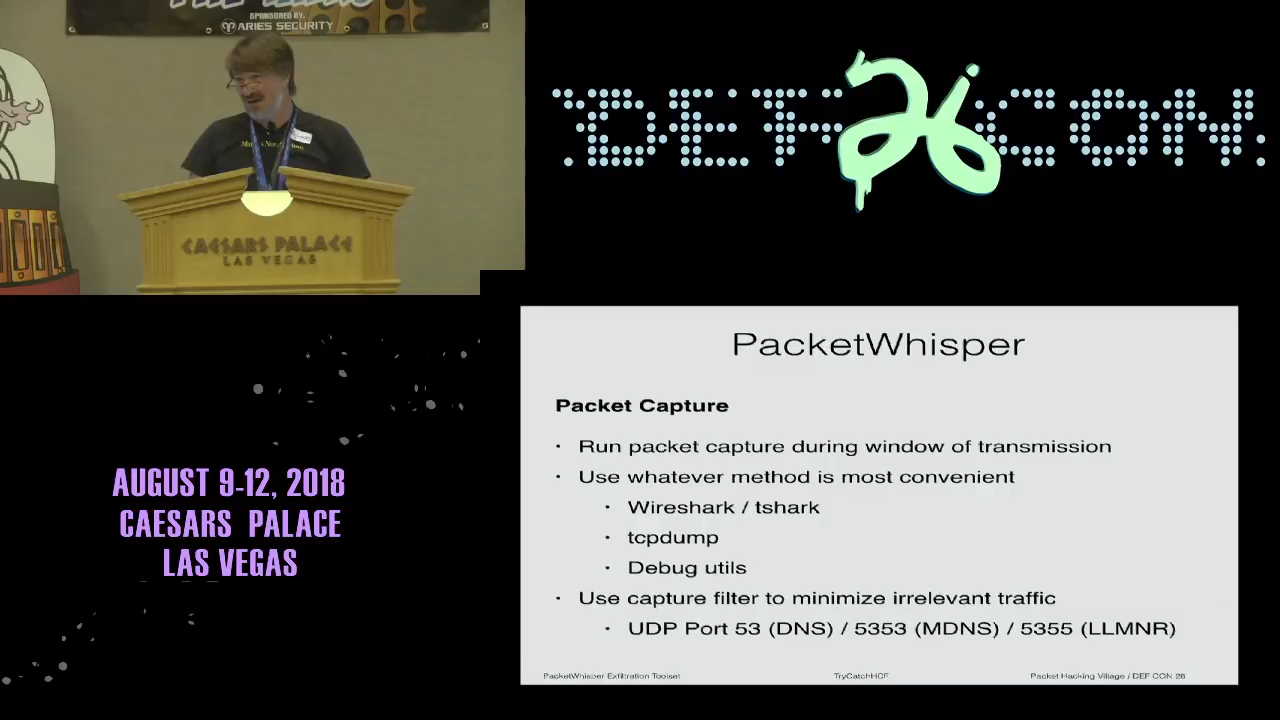 SPONSORED BY:
ARIES SECURITY
CAESARS PALACE
LAS VEGAS
DEF CON
26
AUGUST 9-12, 2018
CAESARS PALACE
LAS VEGAS
PacketWhisper
Packet Capture
· Run packet capture during window of transmission
· Use whatever method is most convenient
· Wireshark / tshark
· tcpdump
· Debug utils
· Use capture filter to minimize irrelevant traffic
· UDP Port 53 (DNS) / 5353 (MDNS) / 5355 (LLMNR)
PacketWhisper Exfiltration Toolset TryCatchHCF Packet Hacking Village / DEF CON 26